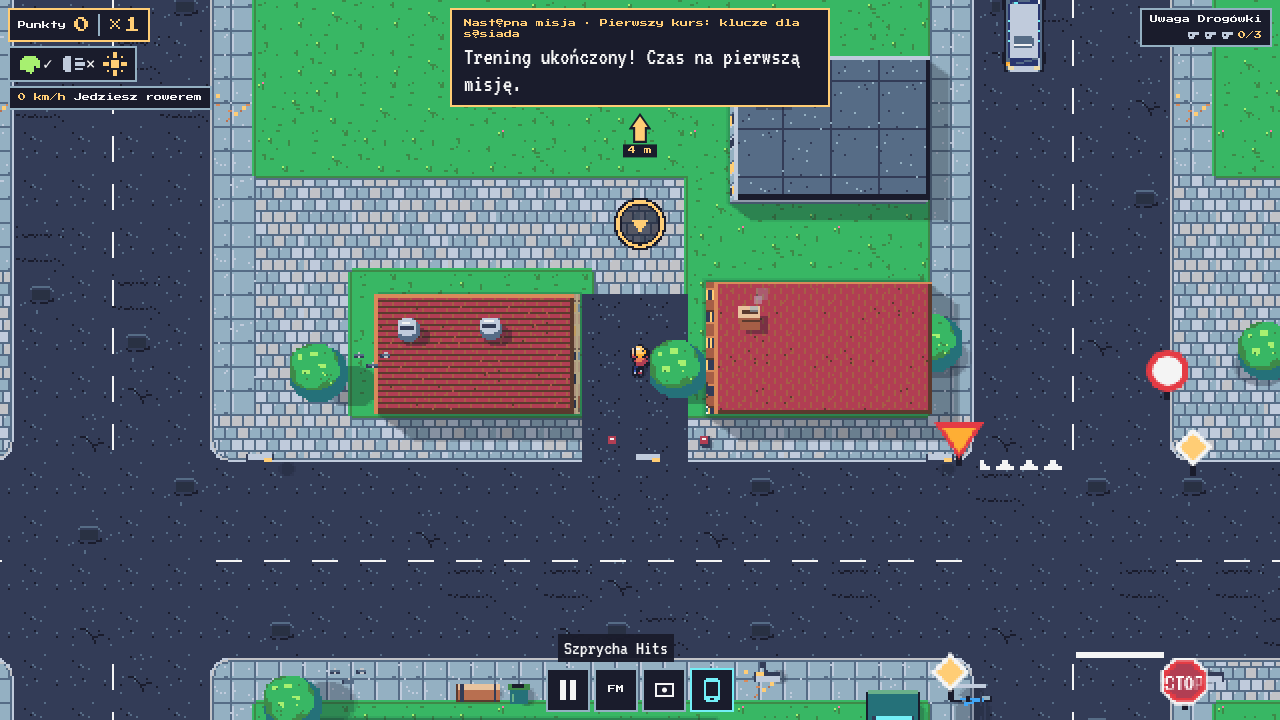 Punkty 0 ×1
0 km/h Jedziesz rowerem
Następna misja · Pierwszy kurs: klucze dla
sąsiada
Trening ukończony! Czas na pierwszą
misję.
4 m
Uwaga Drogówki
0/3
STOP
Szprycha Hits
FM